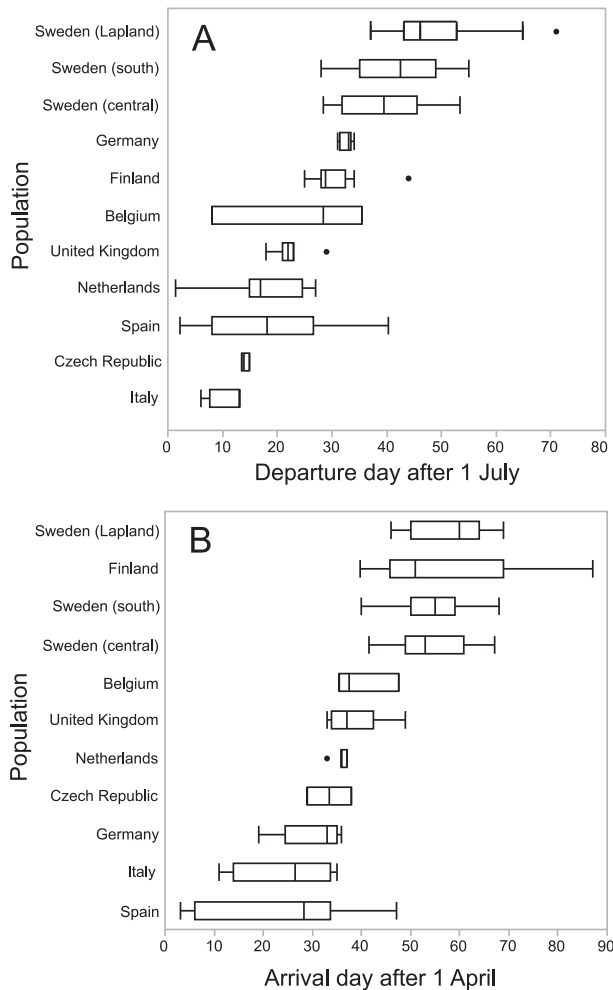 A
Sweden (Lapland)
Sweden (south)
Sweden (central)
Germany
Finland
Belgium
United Kingdom
Netherlands
Spain
Czech Republic
Italy
Population
0 10 20 30 40 50 60 70 80
Departure day after 1 July
B
Sweden (Lapland)
Finland
Sweden (south)
Sweden (central)
Belgium
United Kingdom
Netherlands
Czech Republic
Germany
Italy
Spain
Population
0 10 20 30 40 50 60 70 80 90
Arrival day after 1 April